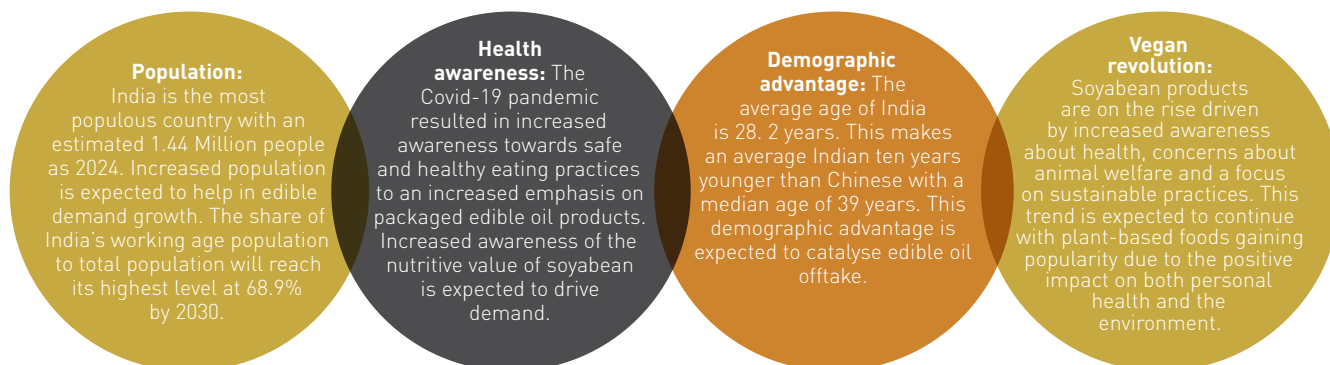 Population:
India is the most
populous country with an
estimated 1.44 Million people
as 2024. Increased population
is expected to help in edible
demand growth. The share of
India’s working age population
to total population will reach
its highest level at 68.9%
by 2030.
Health
awareness: The
Covid-19 pandemic
resulted in increased
awareness towards safe
and healthy eating practices
to an increased emphasis on
packaged edible oil products.
Increased awareness of the
nutritive value of soyabean
is expected to drive
demand.
Demographic
advantage: The
average age of India
is 28. 2 years. This makes
an average Indian ten years
younger than Chinese with a
median age of 39 years. This
demographic advantage is
expected to catalyse edible oil
offtake.
Vegan
revolution:
Soyabean products
are on the rise driven
by increased awareness
about health, concerns about
animal welfare and a focus
on sustainable practices. This
trend is expected to continue
with plant-based foods gaining
popularity due to the positive
impact on both personal
health and the
environment.